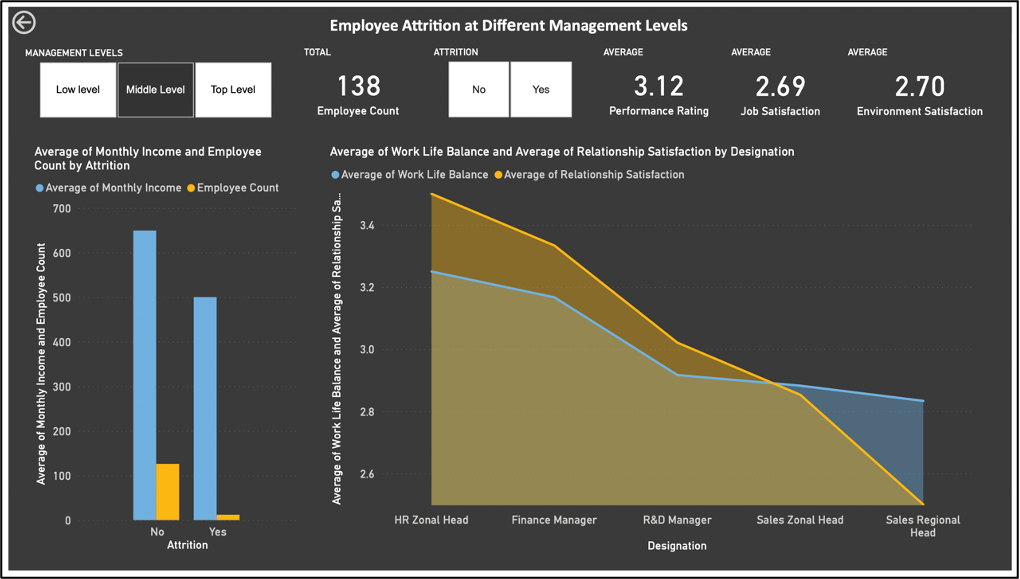 Employee Attrition at Different Management Levels
MANAGEMENT LEVELS
Low level
Middle Level
Top Level
TOTAL
138
Employee Count
ATTRITION
No
Yes
AVERAGE
3.12
Performance Rating
AVERAGE
2.69
Job Satisfaction
AVERAGE
2.70
Environment Satisfaction
Average of Monthly Income and Employee
Count by Attrition
Average of Monthly Income
Employee Count
Average of Monthly Income and Employee Count
700
600
500
400
300
200
100
0
No
Yes
Attrition
Average of Work Life Balance and Average of Relationship Satisfaction by Designation
Average of Work Life Balance
Average of Relationship Satisfaction
Average of Work Life Balance and Average of Relationship Sa...
3.4
3.2
3.0
2.8
2.6
HR Zonal Head
Finance Manager
R&D Manager
Sales Zonal Head
Sales Regional
Head
Designation